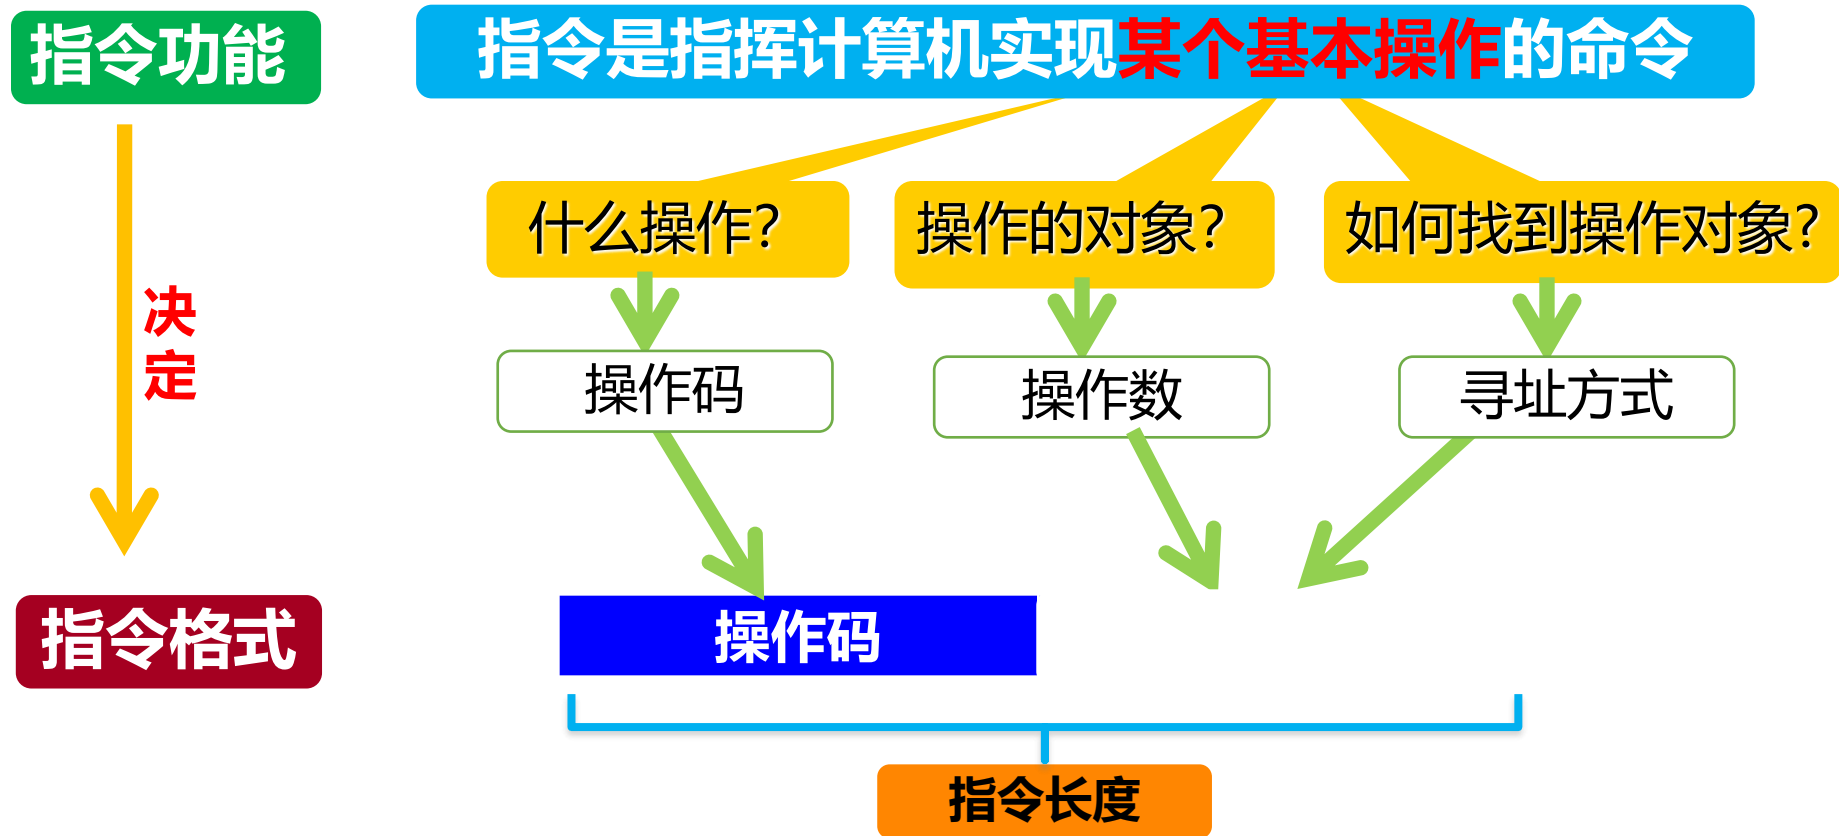 指令功能
指令是指挥计算机实现某个基本操作的命令
什么操作？
操作的对象？
如何找到操作对象？
决
定
操作码
操作数
寻址方式
指令格式
操作码
指令长度